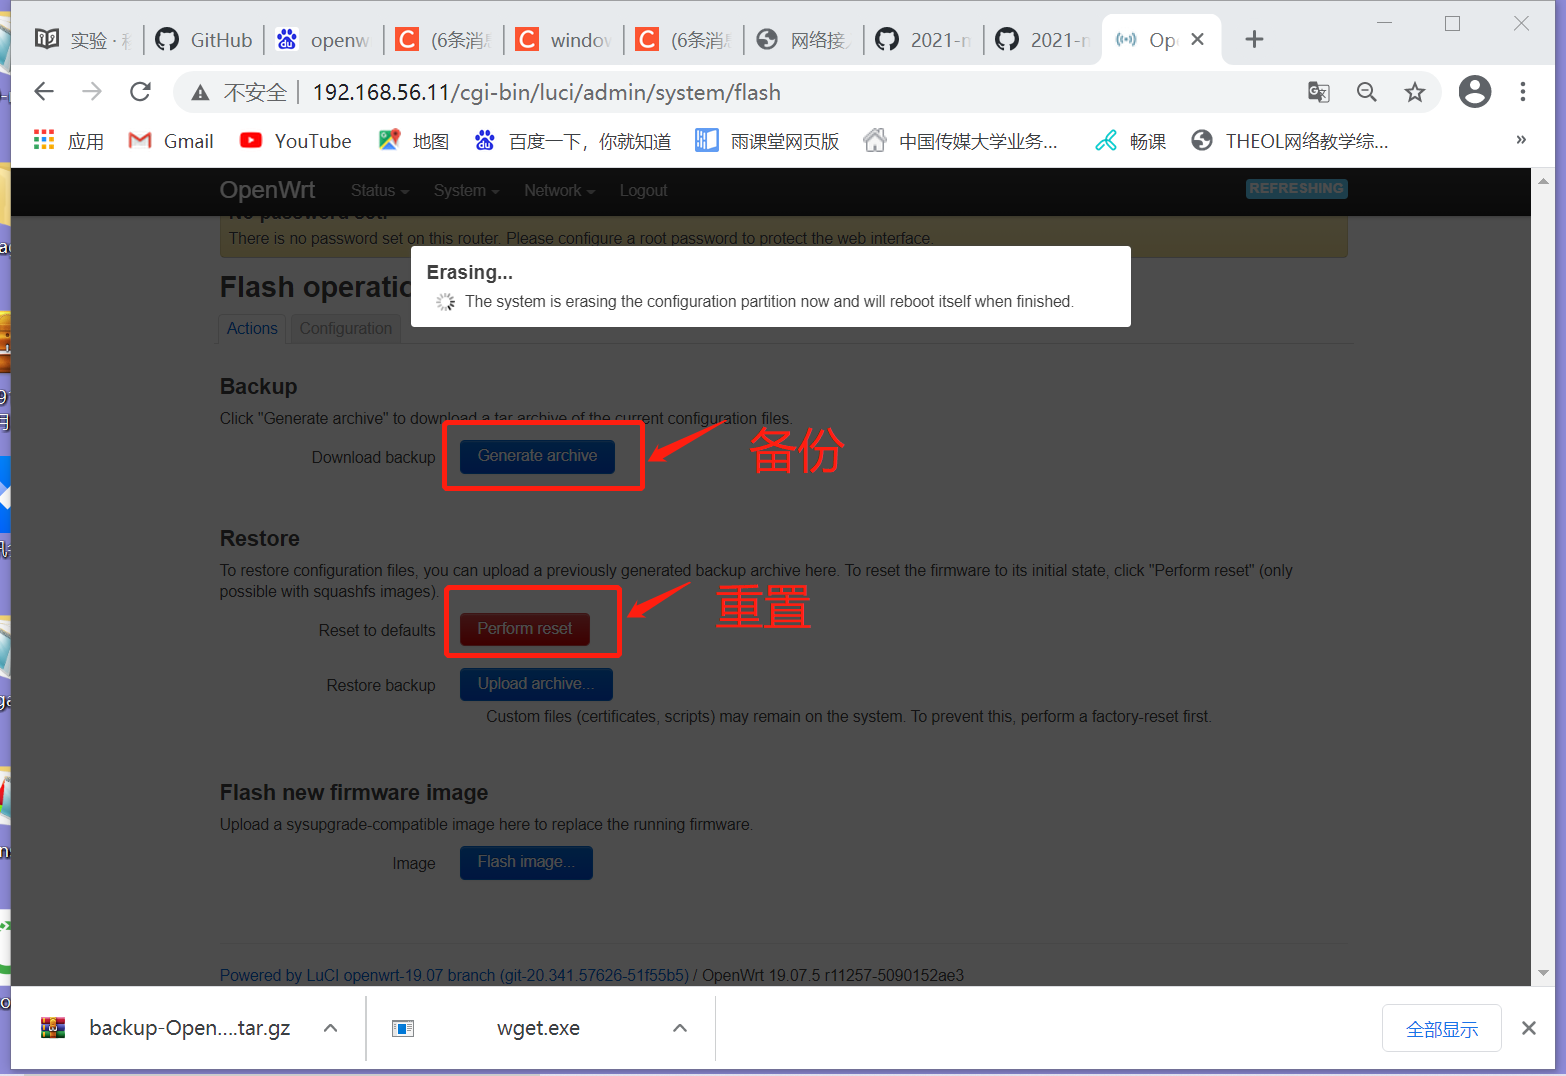 实验 ·
GitHub
openw
(6条消息
window
(6条消息
网络接
2021-n
2021-n
Op
不安全
192.168.56.11/cgi-bin/luci/admin/system/flash
应用
Gmail
YouTube
地图
百度一下，你就知道
雨课堂网页版
中国传媒大学业务...
畅课
THEOL网络教学综...
»
OpenWrt
Status
System
Network
Logout
REFRESHING
No password set!
There is no password set on this router. Please configure a root password to protect the web interface.
Erasing...
The system is erasing the configuration partition now and will reboot itself when finished.
Flash operatio
Actions
Configuration
Backup
Click "Generate archive" to download a tar archive of the current configuration files.
Download backup
Generate archive
备份
Restore
To restore configuration files, you can upload a previously generated backup archive here. To reset the firmware to its initial state, click "Perform reset" (only
possible with squashfs images).
Reset to defaults
Perform reset
重置
Restore backup
Upload archive...
Custom files (certificates, scripts) may remain on the system. To prevent this, perform a factory-reset first.
Flash new firmware image
Upload a sysupgrade-compatible image here to replace the running firmware.
Image
Flash image...
Powered by LuCI openwrt-19.07 branch (git-20.341.57626-51f55b5) / OpenWrt 19.07.5 r11257-5090152ae3
backup-Open....tar.gz
wget.exe
全部显示